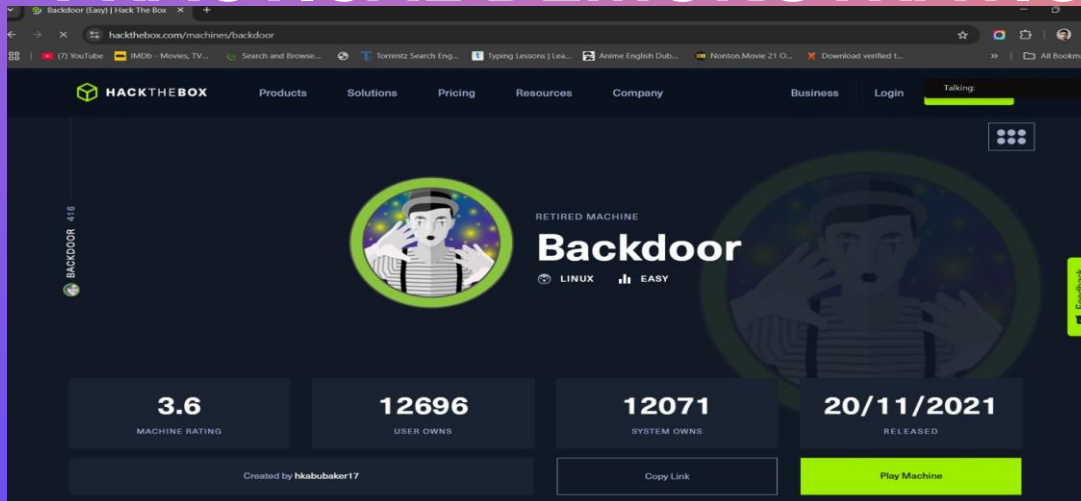 Backdoor (Easy) | Hack The Box
hackthebox.com/machines/backdoor
(7) YouTube IMDb - Movies, TV... Search and Browse... Torrentz Search Eng... Typing Lessons | Lea... Anime English Dub... Nonton.Movie 21 O... Download verified t... » All Bookm
HACKTHEBOX Products Solutions Pricing Resources Company Business Login Talking:
BACKDOOR 416
RETIRED MACHINE
Backdoor
LINUX EASY
Feedback
3.6 12696 12071 20/11/2021
MACHINE RATING USER OWNS SYSTEM OWNS RELEASED
Created by hkabubaker17 Copy Link Play Machine